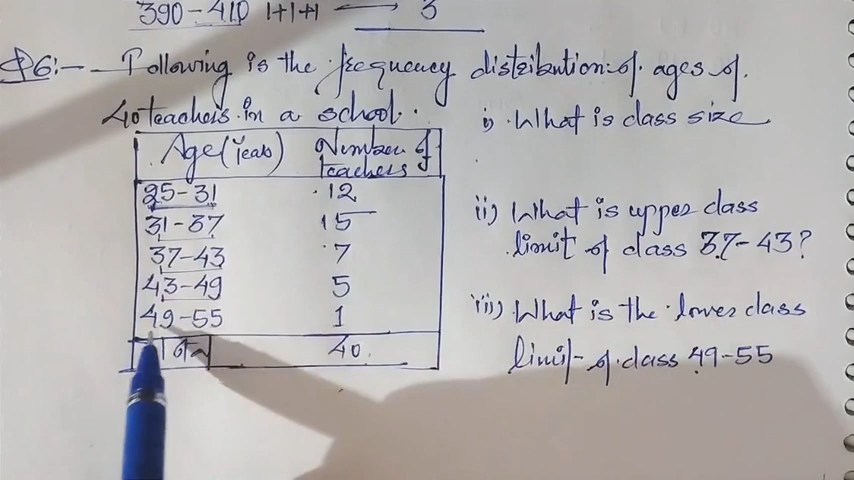 390-410 1+1+1 → 3
Q6:- Following is the frequency distribution of ages of
40 teachers in a school.
Age (Years) Number of teachers
25-31 12
31-37 15
37-43 7
43-49 5
49-55 1
40
i) What is class size
ii) What is upper class
limit of class 37-43?
iii) What is the lower class
limit of class 49-55